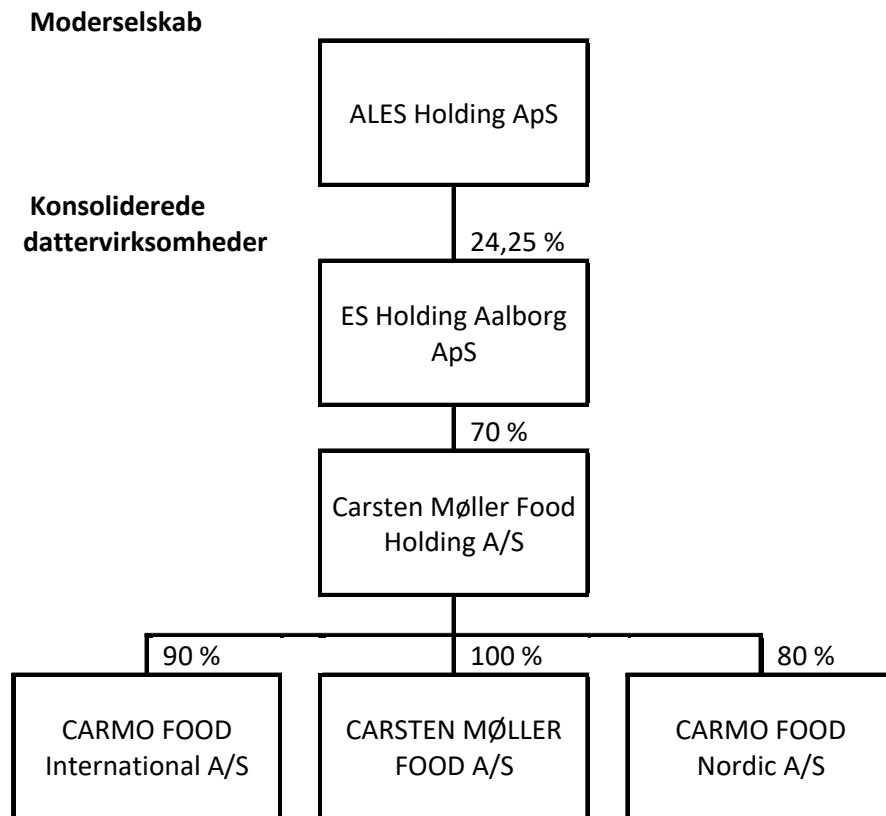 Moderselskab
ALES Holding ApS
Konsoliderede
dattervirksomheder
24,25 %
ES Holding Aalborg
ApS
70 %
Carsten Møller Food
Holding A/S
90 %
100 %
80 %
CARMO FOOD
International A/S
CARSTEN MØLLER
FOOD A/S
CARMO FOOD
Nordic A/S